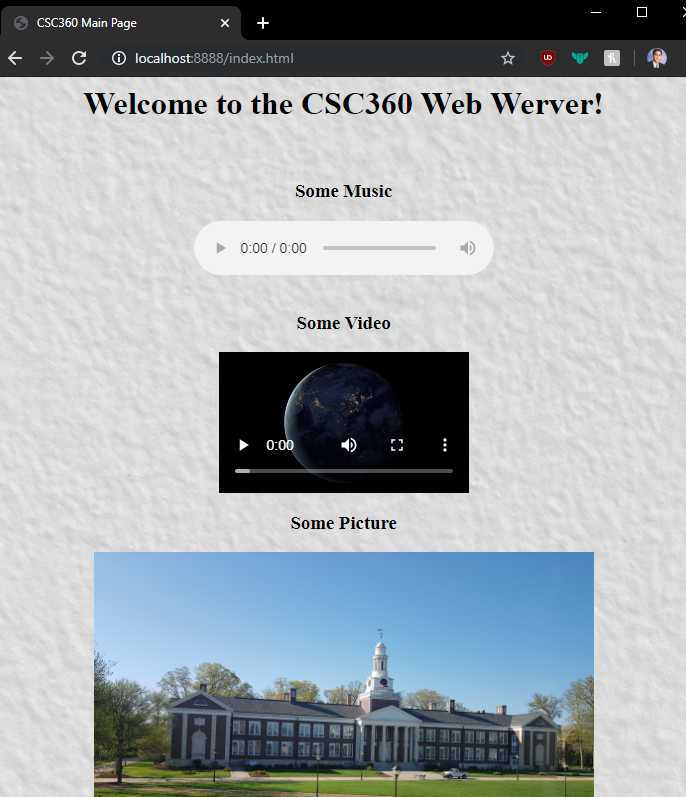 CSC360 Main Page
localhost:8888/index.html
Welcome to the CSC360 Web Werver!
Some Music
0:00 / 0:00
Some Video
0:00
Some Picture